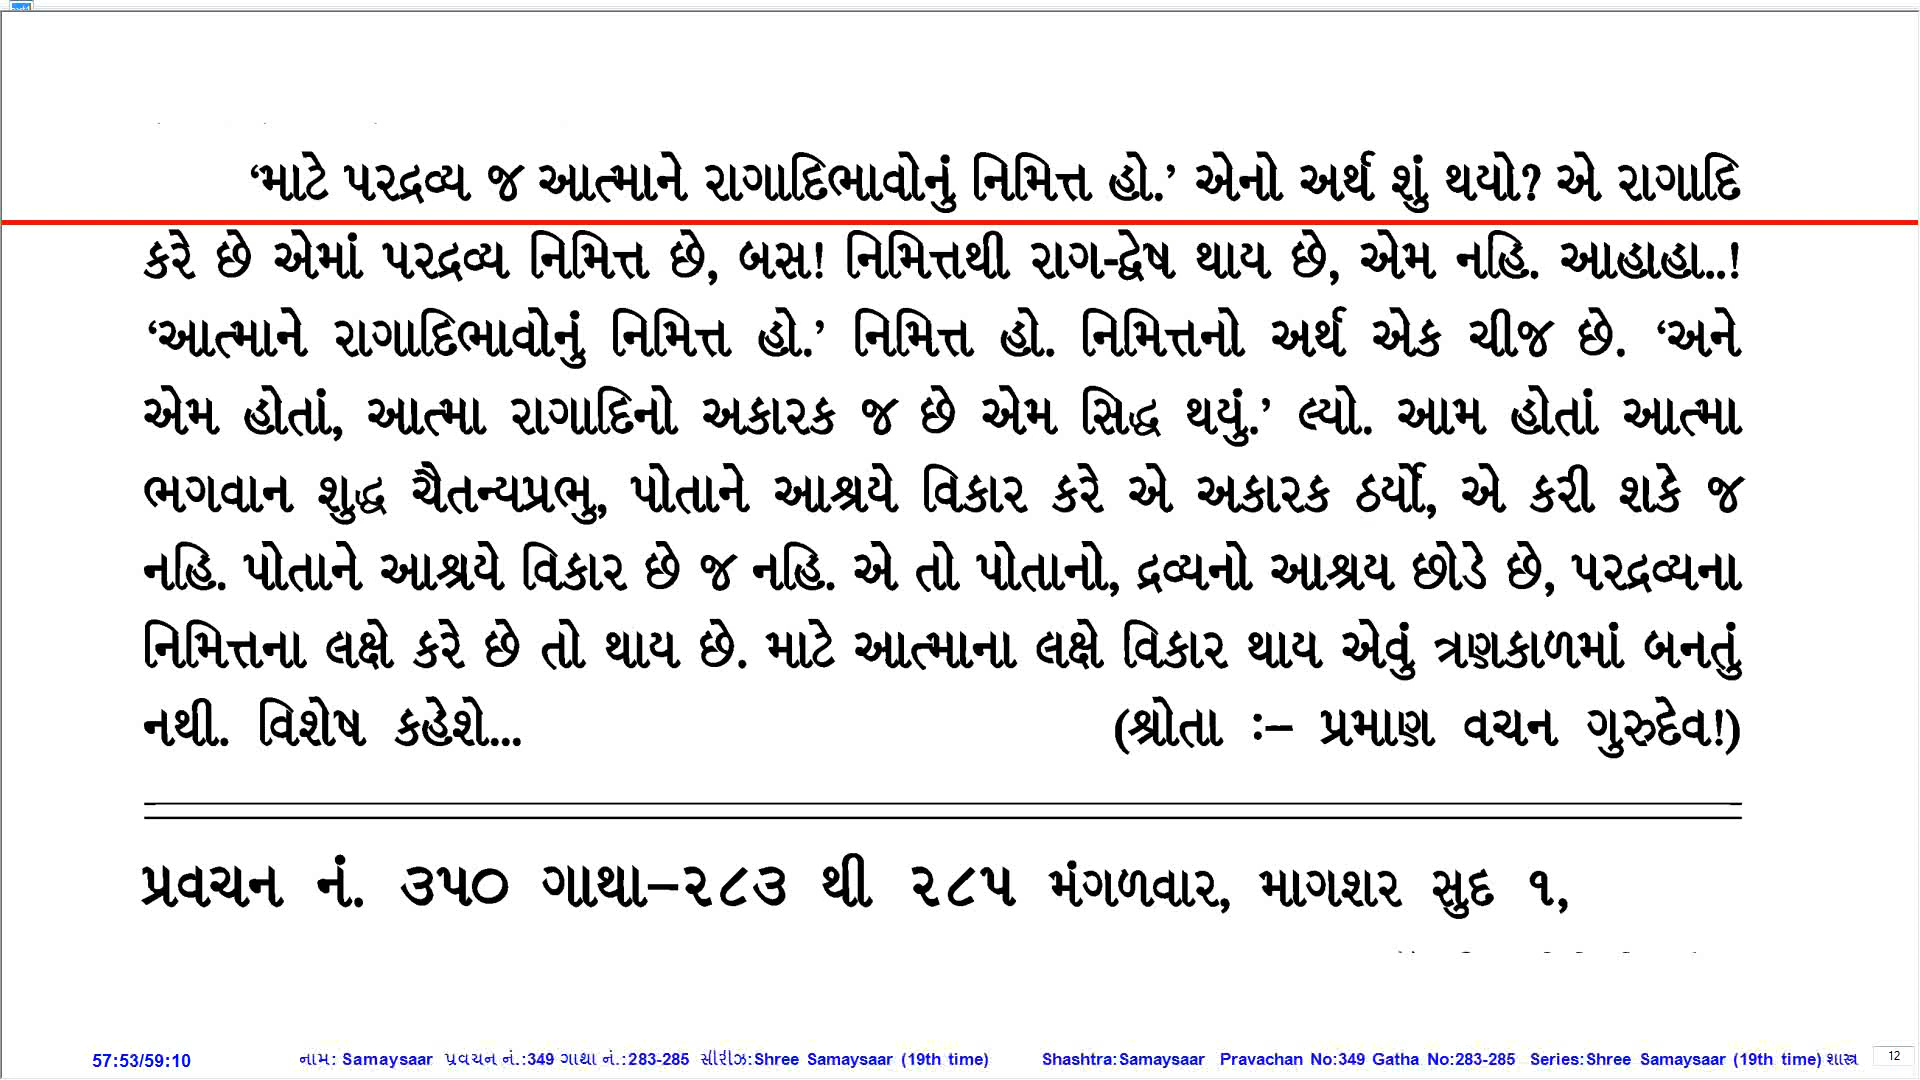 ‘માટે પરદ્રવ્ય જ આત્માને રાગાદિભાવોનું નિમિત્ત હો.’ એનો અર્થ શું થયો? એ રાગાદિ
કરે છે એમાં પરદ્રવ્ય નિમિત્ત છે, બસ! નિમિત્તથી રાગ-દ્વેષ થાય છે, એમ નહિ. આહાહા..!
‘આત્માને રાગાદિભાવોનું નિમિત્ત હો.’ નિમિત્ત હો. નિમિત્તનો અર્થ એક ચીજ છે. ‘અને
એમ હોતાં, આત્મા રાગાદિનો અકારક જ છે એમ સિદ્ધ થયું.’ લ્યો. આમ હોતાં આત્મા
ભગવાન શુદ્ધ ચૈતન્યપ્રભુ, પોતાને આશ્રયે વિકાર કરે એ અકારક ઠર્યો, એ કરી શકે જ
નહિ. પોતાને આશ્રયે વિકાર છે જ નહિ. એ તો પોતાનો, દ્રવ્યનો આશ્રય છોડે છે, પરદ્રવ્યના
નિમિત્તના લક્ષે કરે છે તો થાય છે. માટે આત્માના લક્ષે વિકાર થાય એવું ત્રણકાળમાં બનતું
નથી. વિશેષ કહેશે... (શ્રોતા ઃ– પ્રમાણ વચન ગુરુદેવ!)
પ્રવચન નં. ૩૫૦ ગાથા–૨૮૩ થી ૨૮૫ મંગળવાર, માગશર સુદ ૧,
57:53/59:10 નામ: Samaysaar પ્રવચન નં.:349 ગાથા નં.:283-285 સીરીઝ:Shree Samaysaar (19th time) Shashtra:Samaysaar Pravachan No:349 Gatha No:283-285 Series:Shree Samaysaar (19th time) શાસ્ત્ર 12